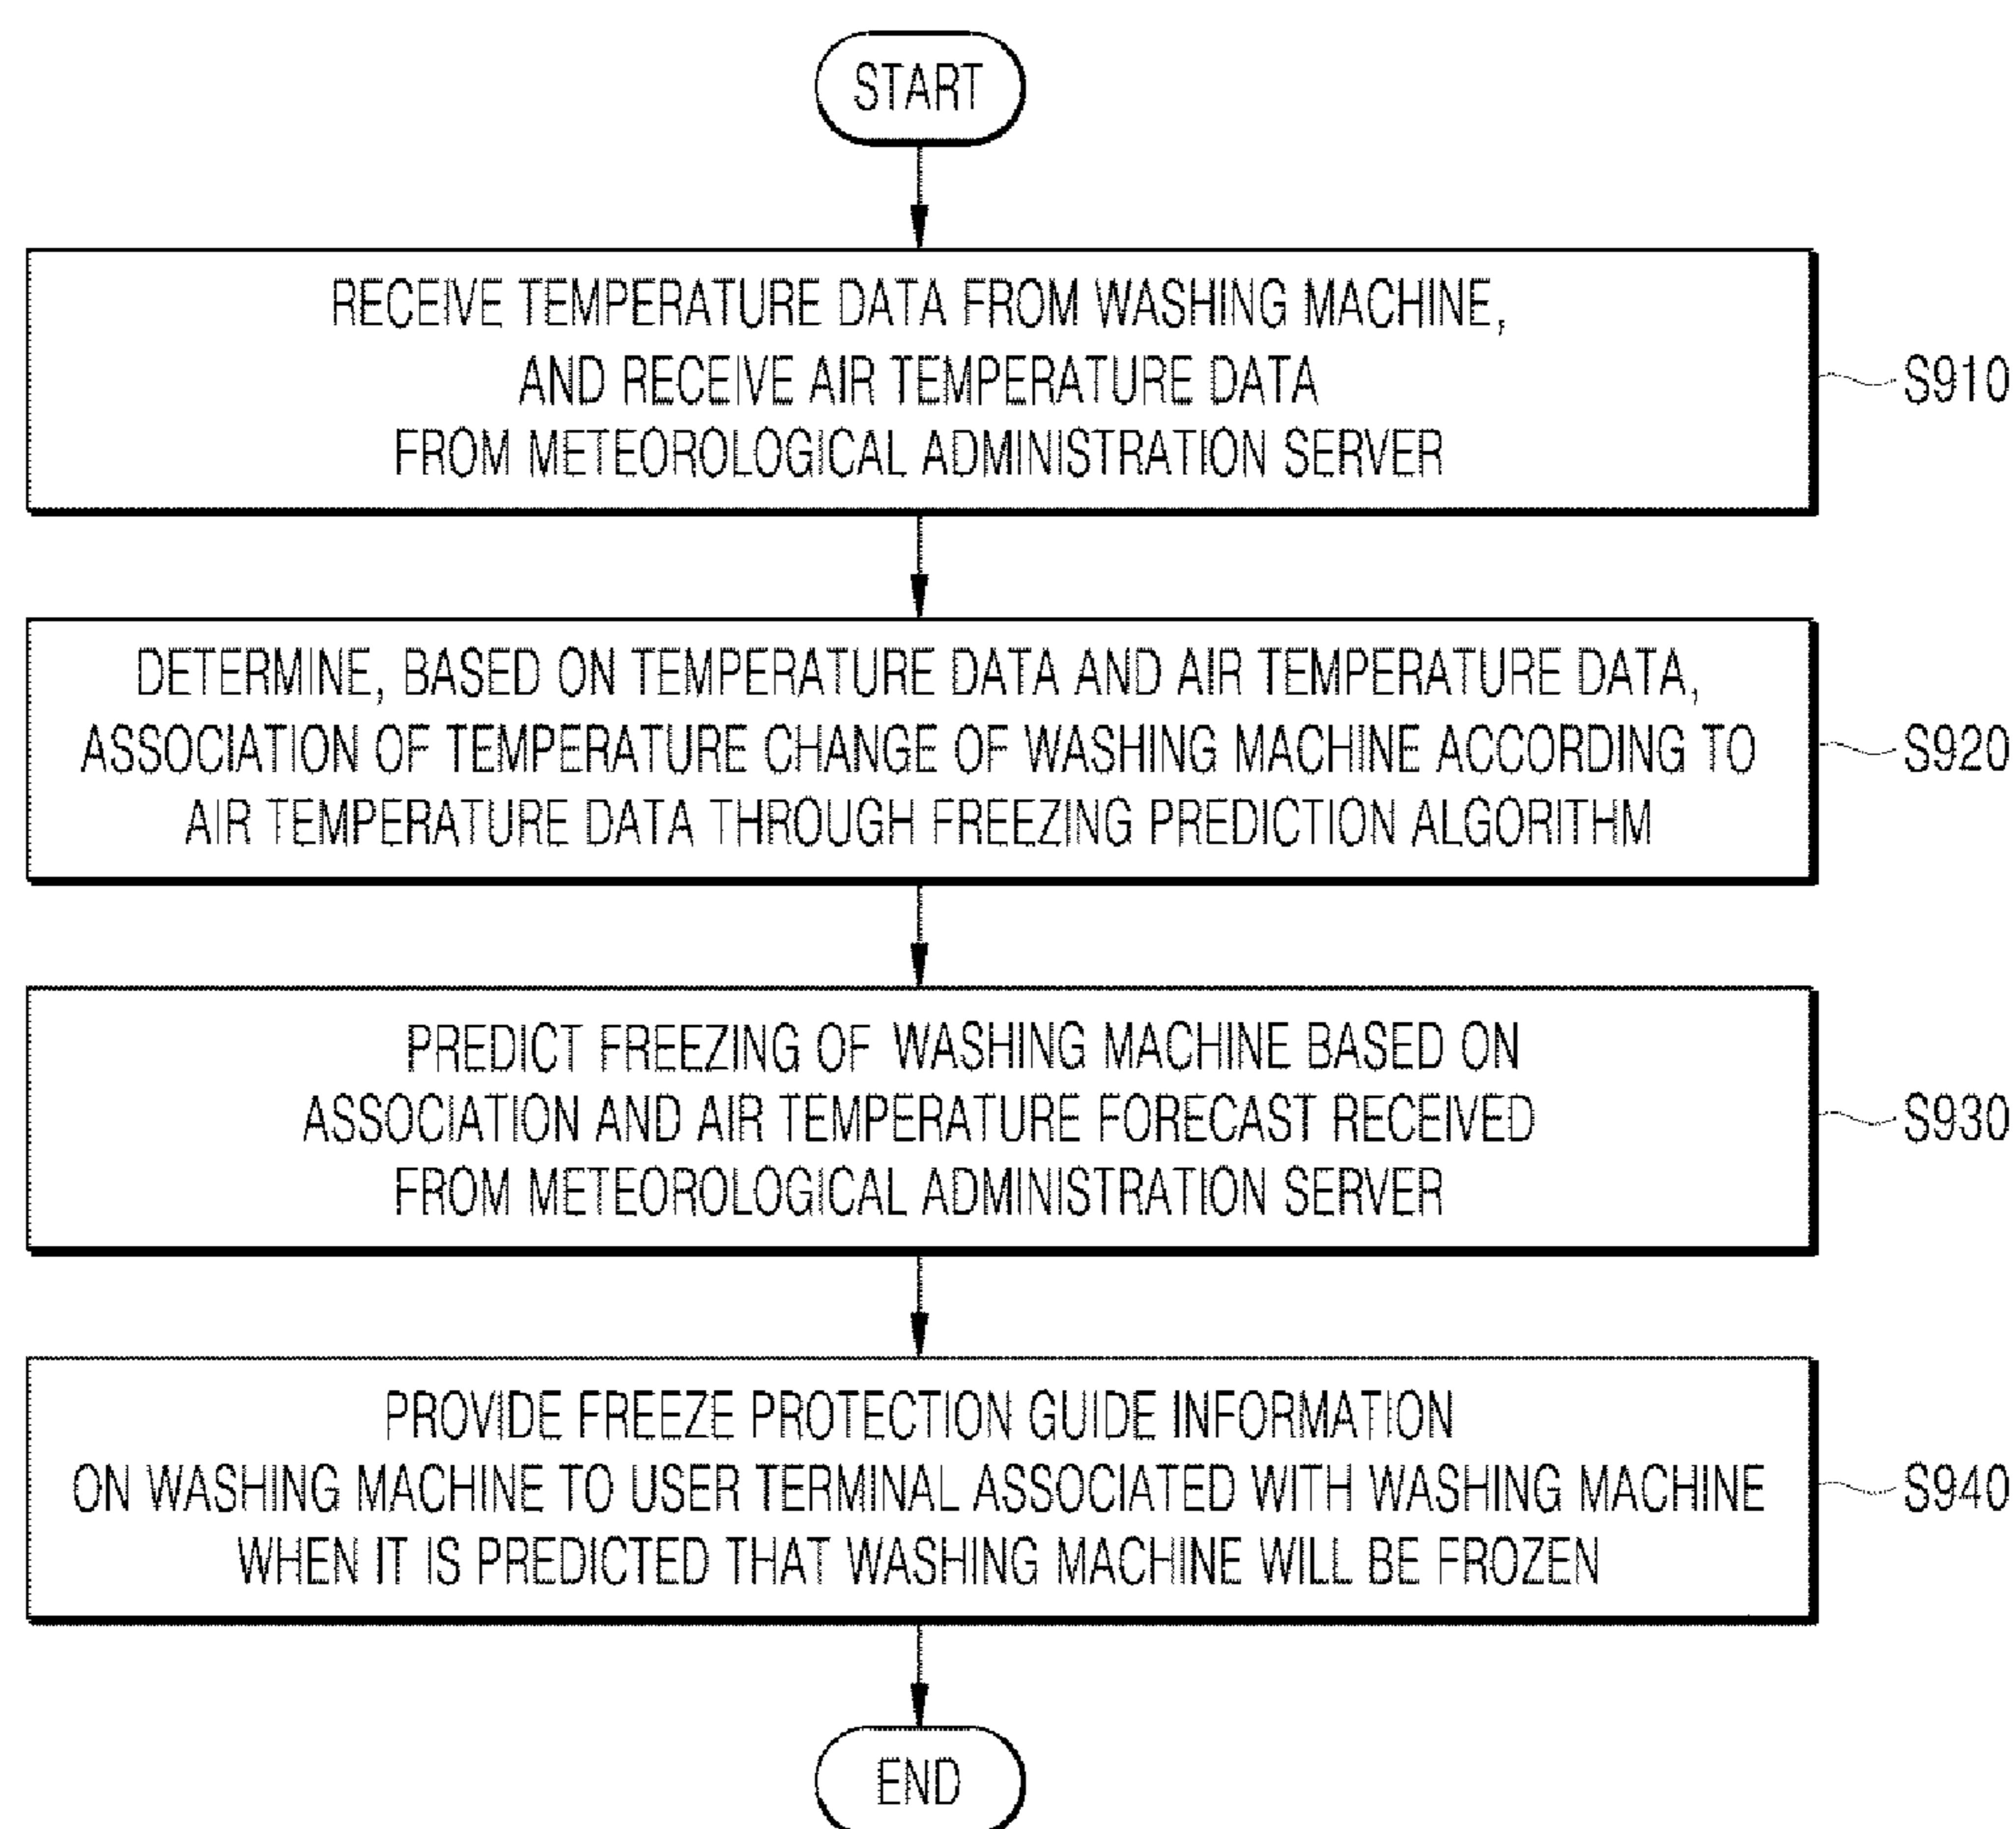 START
RECEIVE TEMPERATURE DATA FROM WASHING MACHINE,
AND RECEIVE AIR TEMPERATURE DATA
FROM METEOROLOGICAL ADMINISTRATION SERVER
S910
DETERMINE, BASED ON TEMPERATURE DATA AND AIR TEMPERATURE DATA,
ASSOCIATION OF TEMPERATURE CHANGE OF WASHING MACHINE ACCORDING TO
AIR TEMPERATURE DATA THROUGH FREEZING PREDICTION ALGORITHM
S920
PREDICT FREEZING OF WASHING MACHINE BASED ON
ASSOCIATION AND AIR TEMPERATURE FORECAST RECEIVED
FROM METEOROLOGICAL ADMINISTRATION SERVER
S930
PROVIDE FREEZE PROTECTION GUIDE INFORMATION
ON WASHING MACHINE TO USER TERMINAL ASSOCIATED WITH WASHING MACHINE
WHEN IT IS PREDICTED THAT WASHING MACHINE WILL BE FROZEN
S940
END